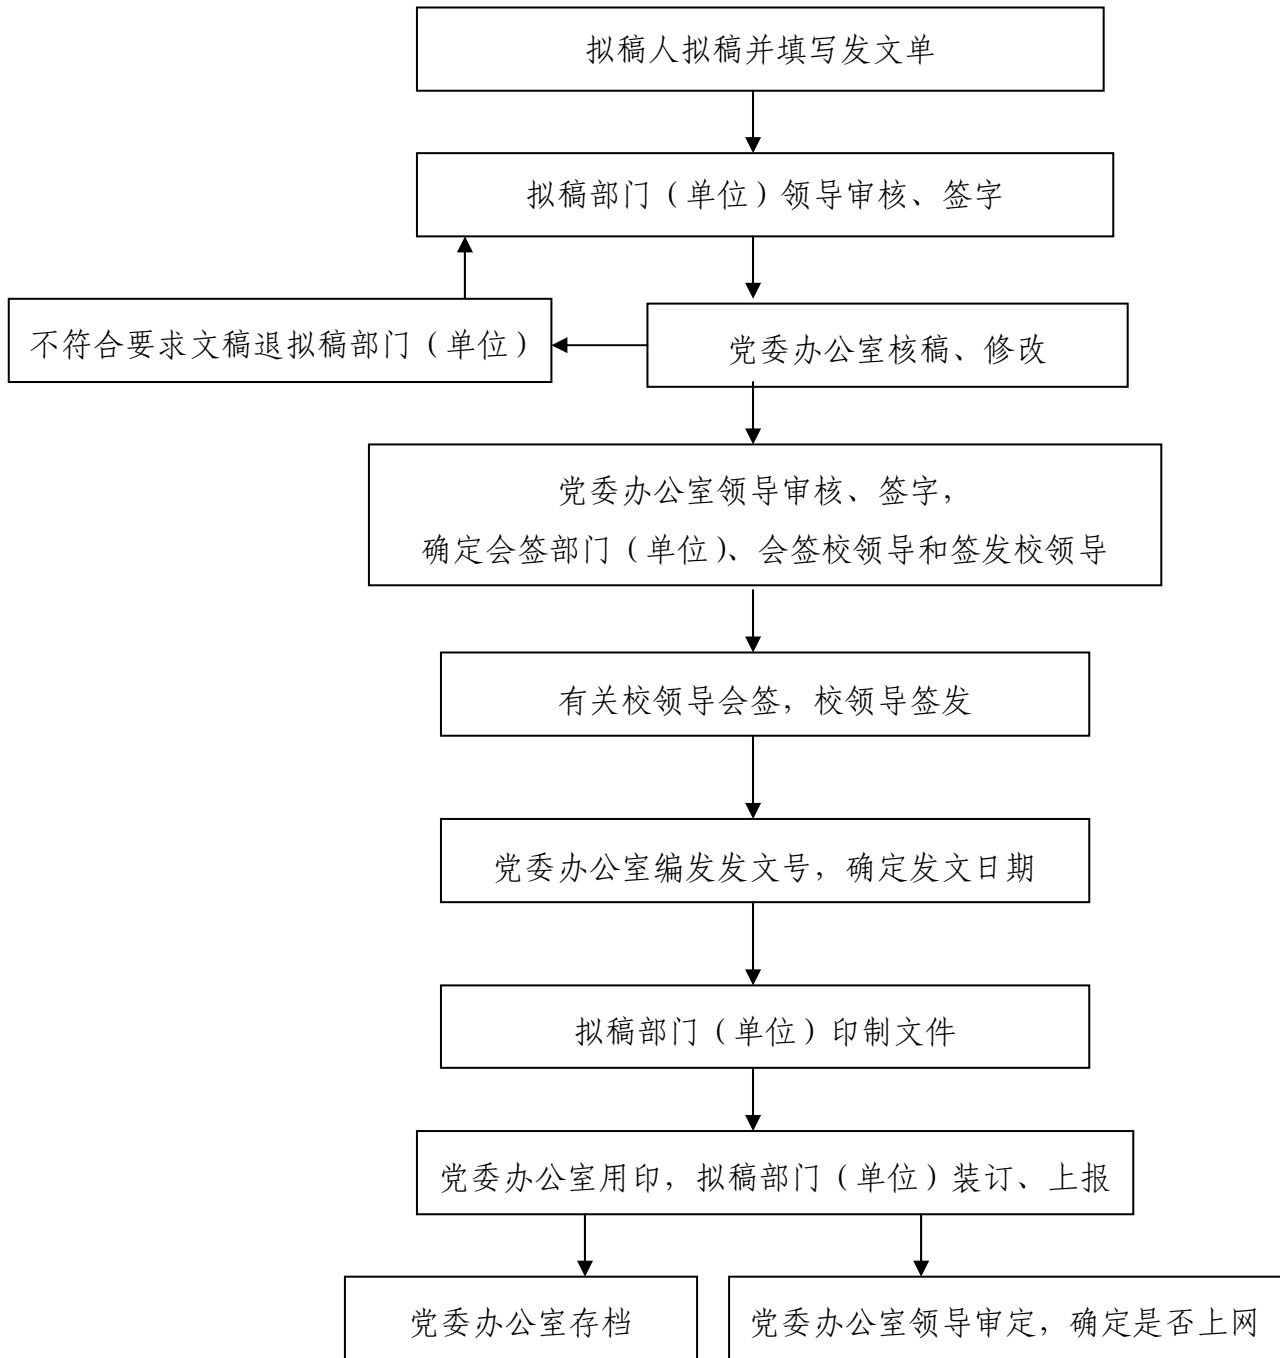 拟稿人拟稿并填写发文单
拟稿部门（单位）领导审核、签字
不符合要求文稿退拟稿部门（单位）
党委办公室核稿、修改
党委办公室领导审核、签字，
确定会签部门（单位）、会签校领导和签发校领导
有关校领导会签，校领导签发
党委办公室编发发文号，确定发文日期
拟稿部门（单位）印制文件
党委办公室用印，拟稿部门（单位）装订、上报
党委办公室存档
党委办公室领导审定，确定是否上网